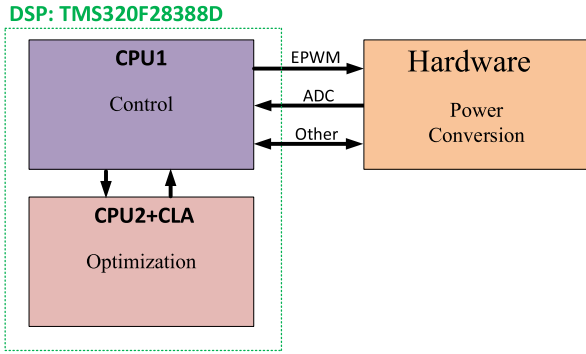 DSP: TMS320F28388D
CPU1
Control
EPWM
ADC
Other
Hardware
Power
Conversion
CPU2+CLA
Optimization